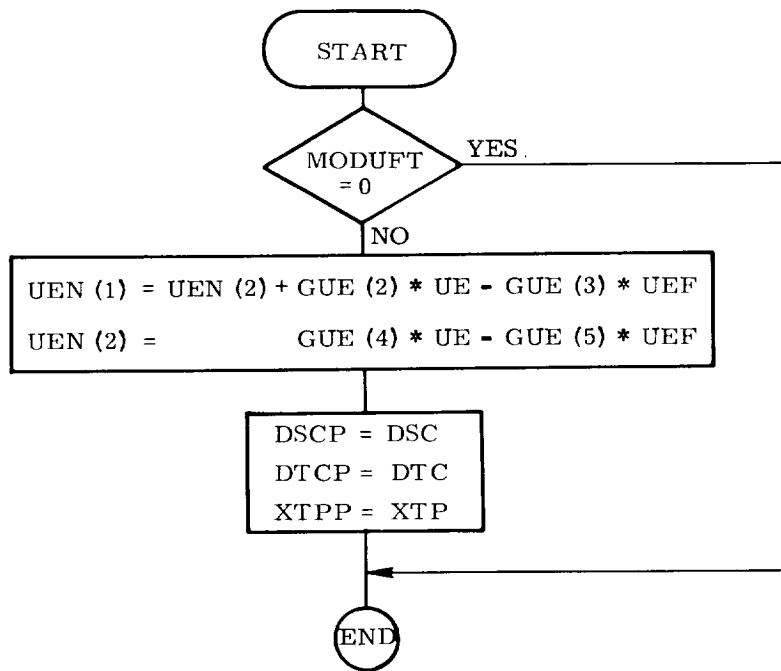 START
MODUFT
= 0
YES
NO
UEN (1) = UEN (2) + GUE (2) * UE - GUE (3) * UEF
UEN (2) = GUE (4) * UE - GUE (5) * UEF
DSCP = DSC
DTCP = DTC
XTPP = XTP
END